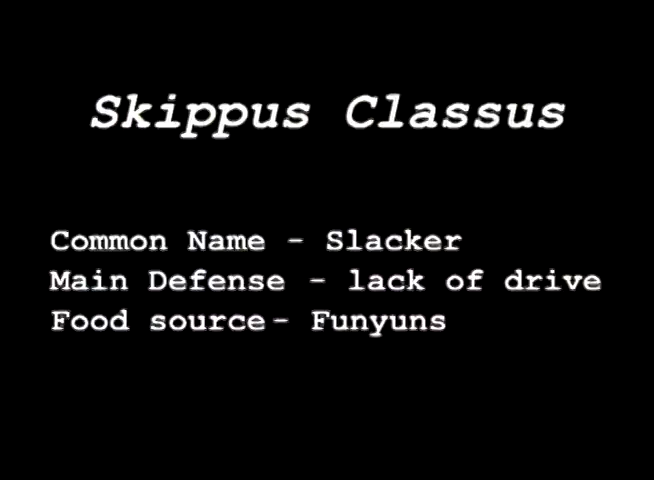 Skippus Classus
Common Name - Slacker
Main Defense - lack of drive
Food source- Funyuns